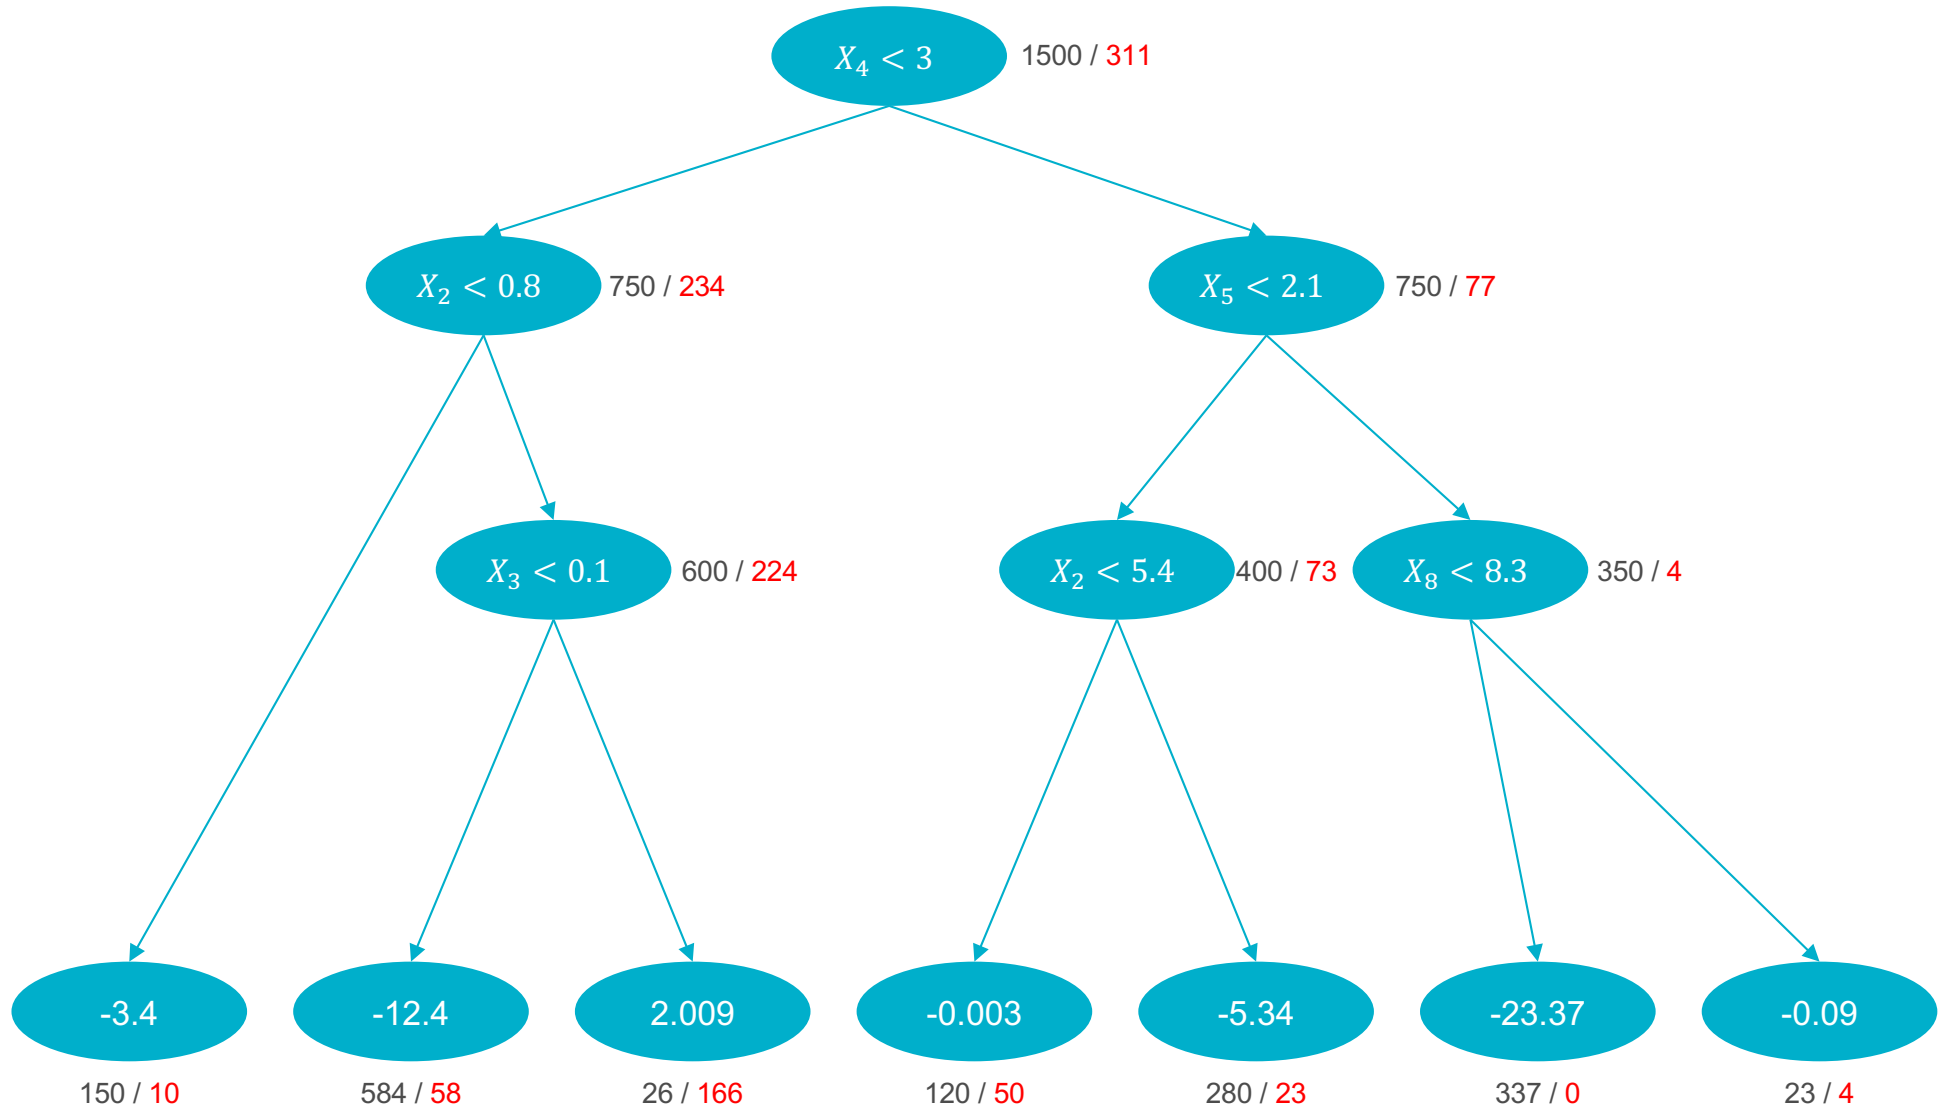 X₄ < 3 1500 / 311
X₂ < 0.8 750 / 234 X₅ < 2.1 750 / 77
X₃ < 0.1 600 / 224 X₂ < 5.4 400 / 73 X₈ < 8.3 350 / 4
-3.4 -12.4 2.009 -0.003 -5.34 -23.37 -0.09
150 / 10 584 / 58 26 / 166 120 / 50 280 / 23 337 / 0 23 / 4